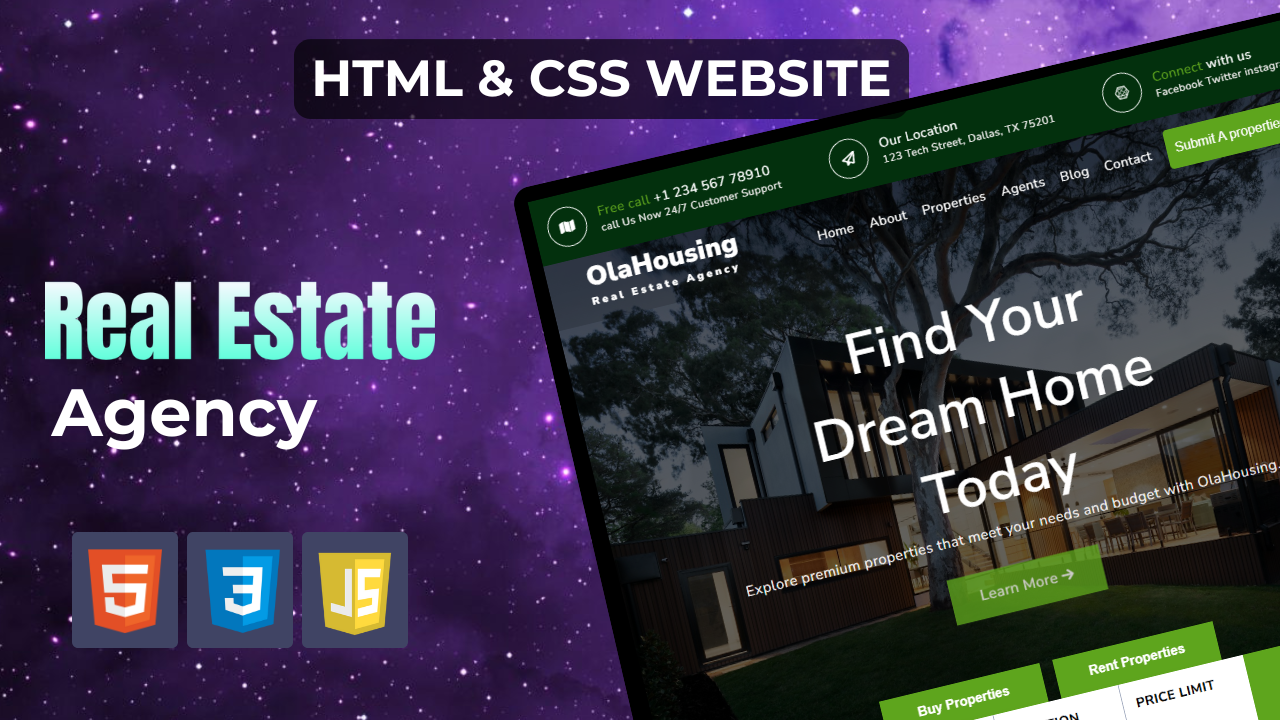 HTML & CSS WEBSITE
Real Estate
Agency
5
3
JS
Free call +1 234 567 78910
call Us Now 24/7 Customer Support
Our Location
123 Tech Street, Dallas, TX 75201
Connect with us
Facebook Twitter
OlaHousing
Real Estate Agency
Home About Properties Agents Blog Contact
Submit A
Find Your
Dream Home
Today
Explore premium properties that meet your needs and budget with OlaHousing.
Learn More →
Buy Properties
Rent Properties
PRICE LIMIT